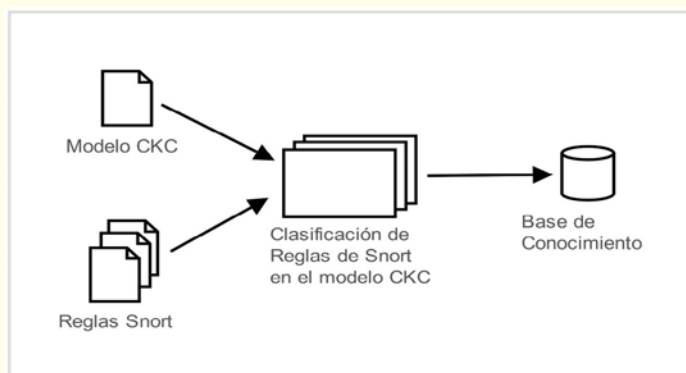 Modelo CKC
Reglas Snort
Clasificación de
Reglas de Snort
en el modelo CKC
Base de
Conocimiento